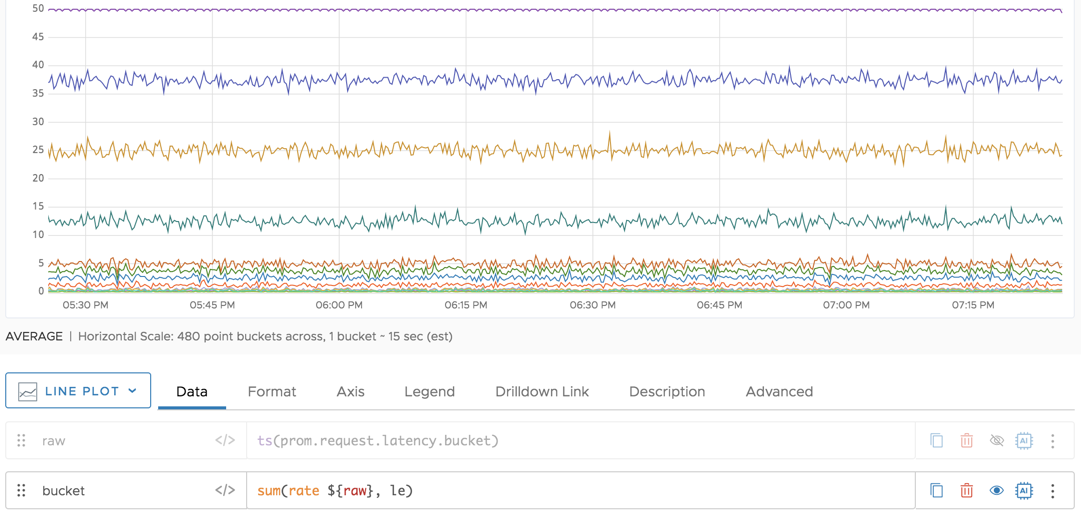 50
45
40
35
30
25
20
15
10
5
0
05:30 PM 05:45 PM 06:00 PM 06:15 PM 06:30 PM 06:45 PM 07:00 PM 07:15 PM
AVERAGE | Horizontal Scale: 480 point buckets across, 1 bucket ~ 15 sec (est)
LINE PLOT Data Format Axis Legend Drilldown Link Description Advanced
raw </> ts(prom.request.latency.bucket) AI
bucket </> sum(rate ${raw}, le) AI